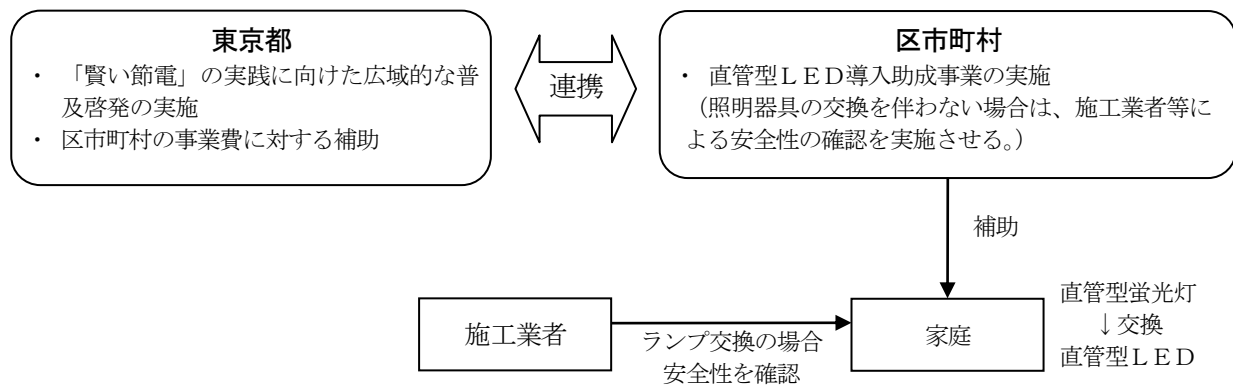 東京都
・ 「賢い節電」の実践に向けた広域的な普
及啓発の実施
・ 区市町村の事業費に対する補助
連携
区市町村
・ 直管型ＬＥＤ導入助成事業の実施
（照明器具の交換を伴わない場合は、施工業者等に
よる安全性の確認を実施させる。）
補助
施工業者
ランプ交換の場合
安全性を確認
家庭
直管型蛍光灯
↓交換
直管型ＬＥＤ